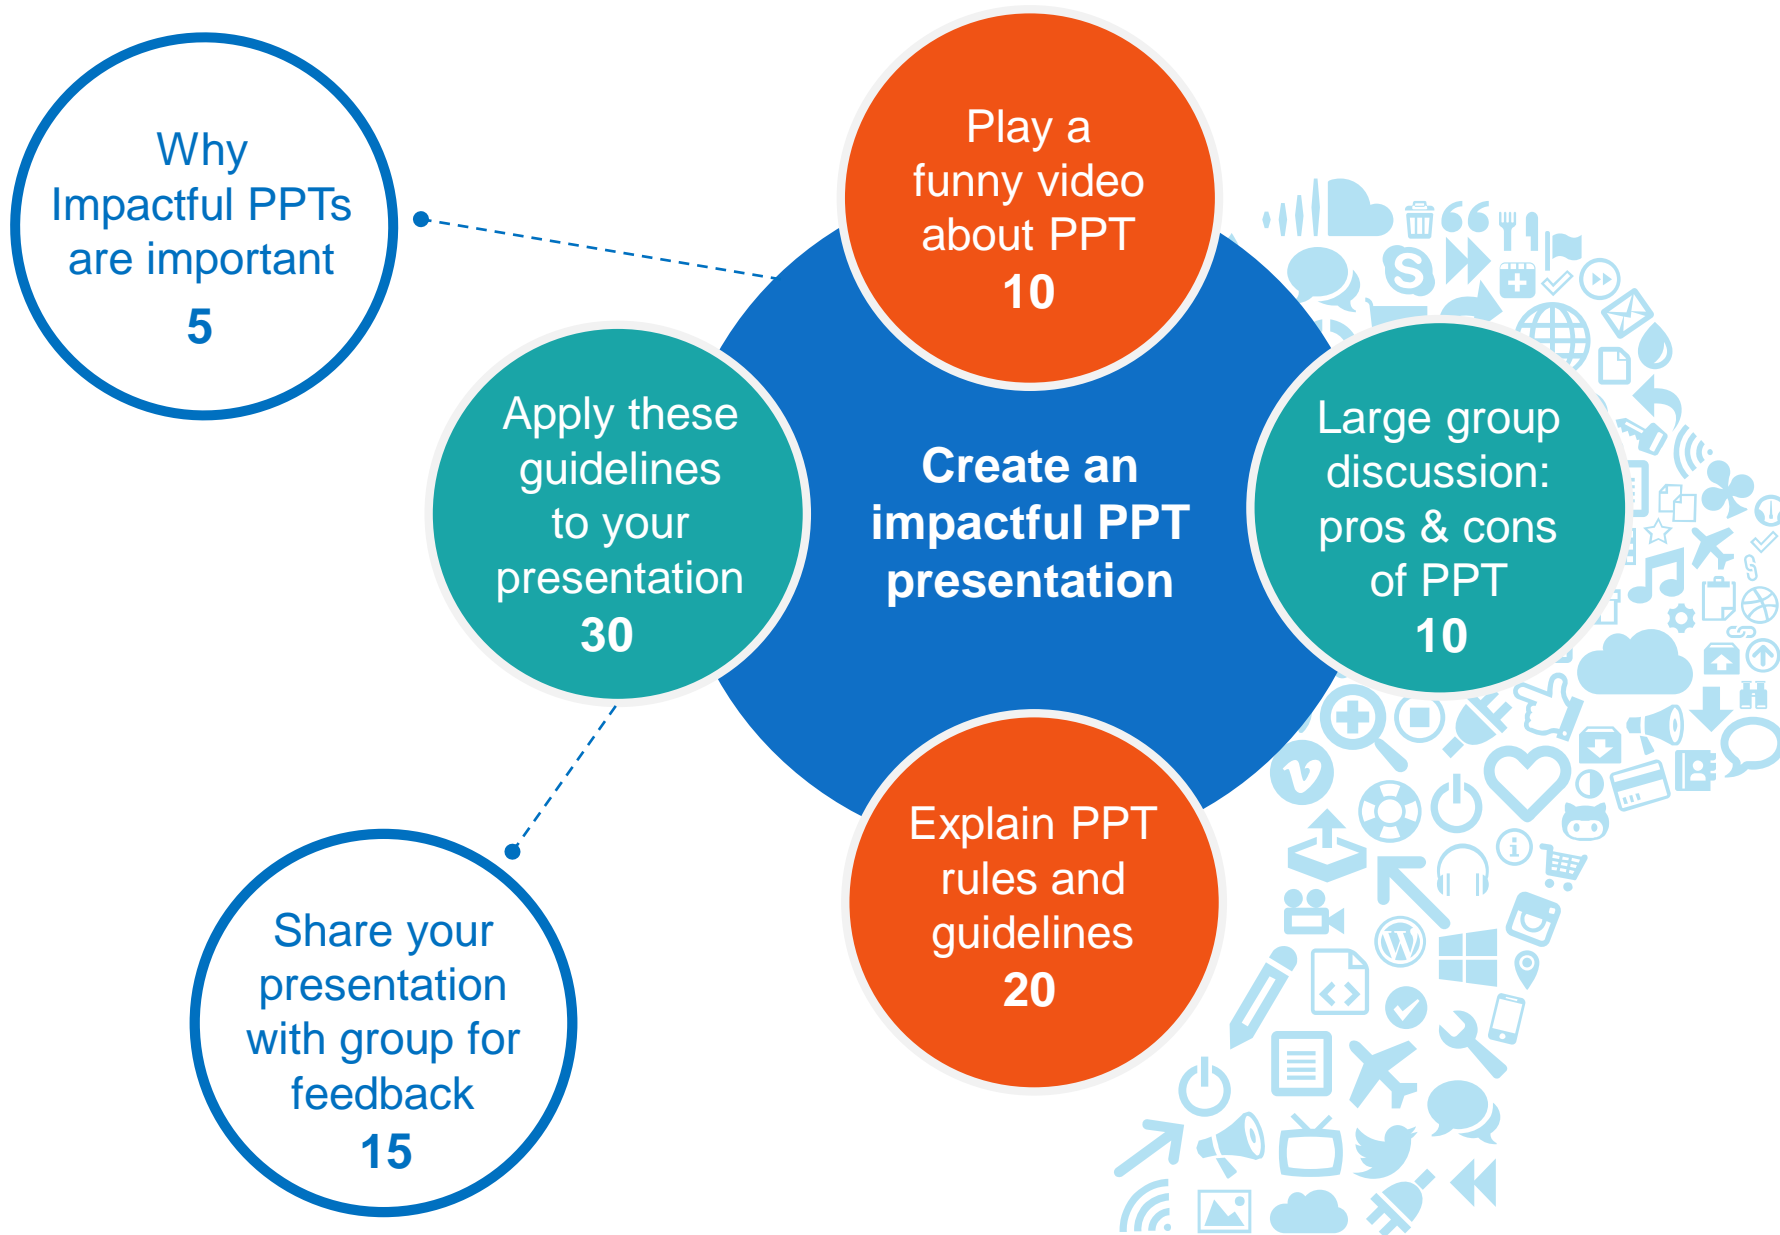 Why
Impactful PPTs
are important
5
Play a
funny video
about PPT
10
Apply these
guidelines
to your
presentation
30
Create an
impactful PPT
presentation
Large group
discussion:
pros & cons
of PPT
10
Explain PPT
rules and
guidelines
20
Share your
presentation
with group for
feedback
15